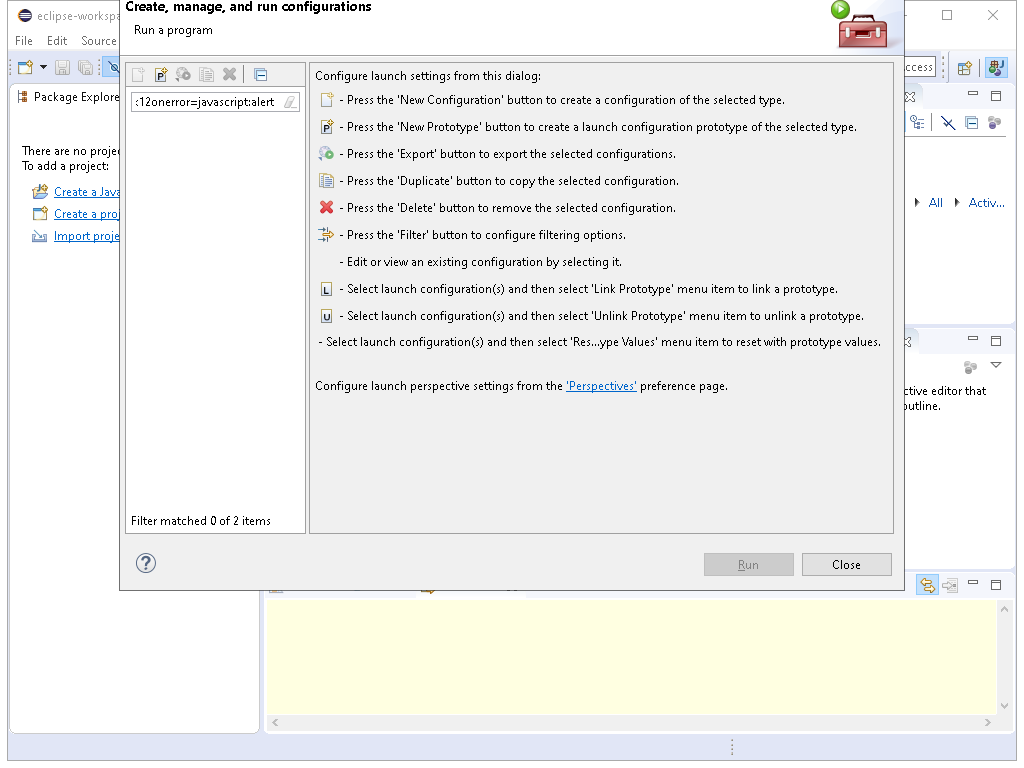 Create, manage, and run configurations
Run a program
eclipse-workspa
File Edit Source
ccess
Package Explore
There are no projec
To add a project:
Create a Java
Create a proj
Import proje
:12onerror=javascript:alert
Filter matched 0 of 2 items
Configure launch settings from this dialog:
- Press the 'New Configuration' button to create a configuration of the selected type.
P - Press the 'New Prototype' button to create a launch configuration prototype of the selected type.
- Press the 'Export' button to export the selected configurations.
- Press the 'Duplicate' button to copy the selected configuration.
- Press the 'Delete' button to remove the selected configuration.
- Press the 'Filter' button to configure filtering options.
- Edit or view an existing configuration by selecting it.
L - Select launch configuration(s) and then select 'Link Prototype' menu item to link a prototype.
U - Select launch configuration(s) and then select 'Unlink Prototype' menu item to unlink a prototype.
- Select launch configuration(s) and then select 'Res...ype Values' menu item to reset with prototype values.
Configure launch perspective settings from the 'Perspectives' preference page.
All Activ...
ctive editor that
outline.
? Run Close